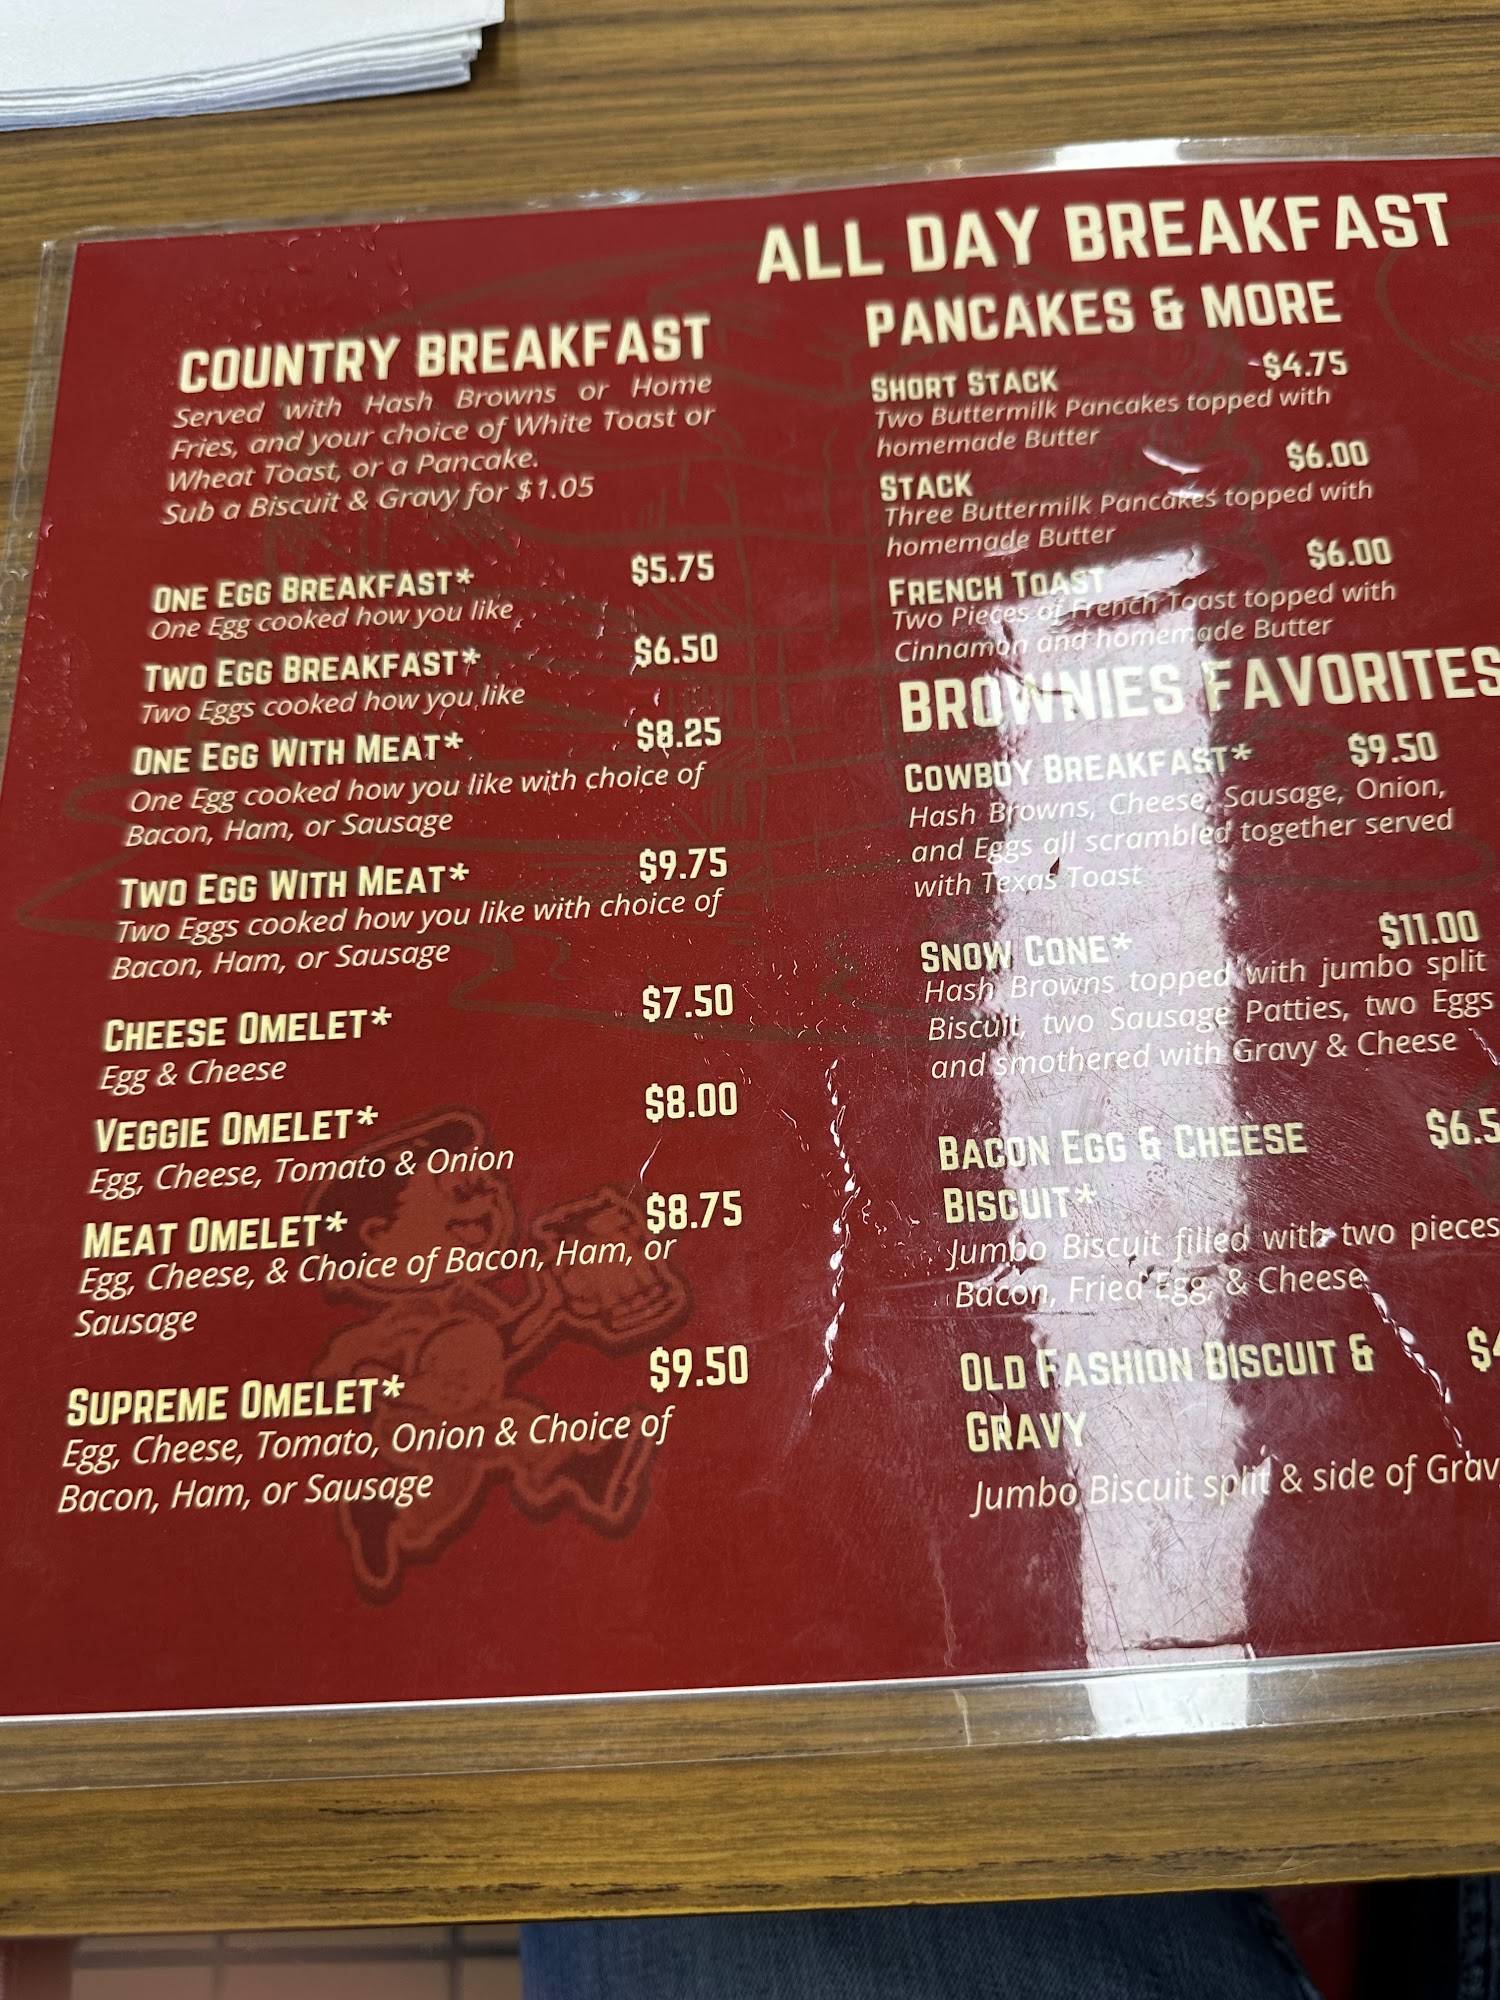 ALL DAY BREAKFAST
COUNTRY BREAKFAST
Served with Hash Browns or Home
Fries, and your choice of White Toast or
Wheat Toast, or a Pancake.
Sub a Biscuit & Gravy for $1.05
ONE EGG BREAKFAST* $5.75
One Egg cooked how you like
TWO EGG BREAKFAST* $6.50
Two Eggs cooked how you like
ONE EGG WITH MEAT* $8.25
One Egg cooked how you like with choice of
Bacon, Ham, or Sausage
TWO EGG WITH MEAT* $9.75
Two Eggs cooked how you like with choice of
Bacon, Ham, or Sausage
CHEESE OMELET* $7.50
Egg & Cheese
VEGGIE OMELET* $8.00
Egg, Cheese, Tomato & Onion
MEAT OMELET* $8.75
Egg, Cheese, & Choice of Bacon, Ham, or
Sausage
SUPREME OMELET* $9.50
Egg, Cheese, Tomato, Onion & Choice of
Bacon, Ham, or Sausage
PANCAKES & MORE
SHORT STACK $4.75
Two Buttermilk Pancakes topped with
homemade Butter
STACK $6.00
Three Buttermilk Pancakes topped with
homemade Butter
FRENCH TOAST $6.00
Two Pieces of French Toast topped with
Cinnamon and homemade Butter
BROWNIES FAVORITES
COWBOY BREAKFAST* $9.50
Hash Browns, Cheese, Sausage, Onion,
and Eggs all scrambled together served
with Texas Toast
SNOW CONE* $11.00
Hash Browns topped with jumbo split
Biscuit, two Sausage Patties, two Eggs
and smothered with Gravy & Cheese
BACON EGG & CHEESE $6.5
BISCUIT*
Jumbo Biscuit filled with two pieces
Bacon, Fried Egg, & Cheese
OLD FASHION BISCUIT & $4
GRAVY
Jumbo Biscuit split & side of Grav